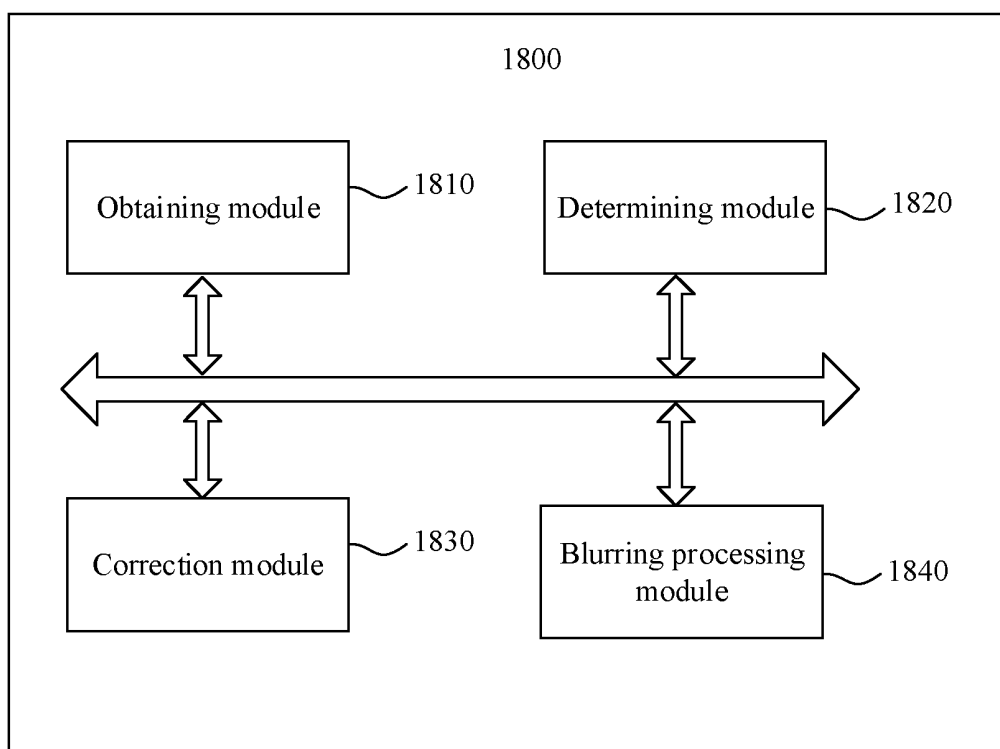 1800
Obtaining module
1810
Determining module
1820
Correction module
1830
Blurring processing
module
1840